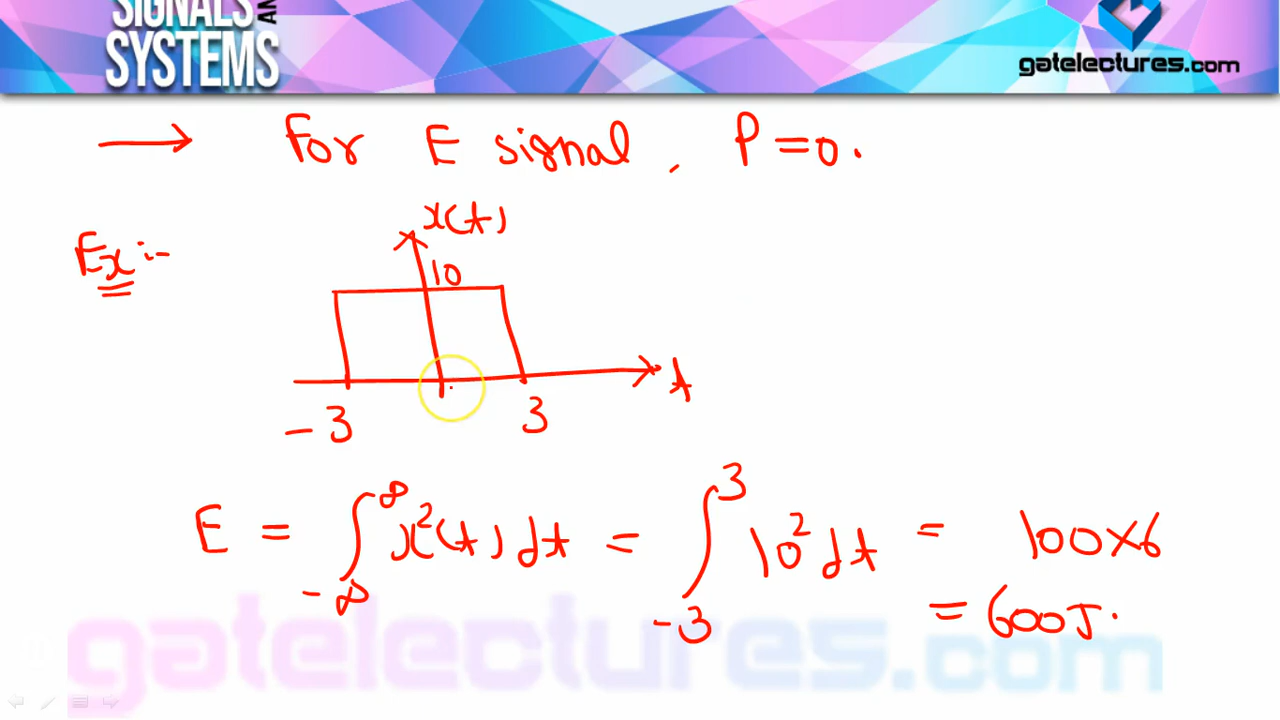 SIGNALS AN
SYSTEMS
gatelectures.com
→ For E signal, P = 0.
Ex :-
x(t)
10
-3 3 t
E = ∫_{-∞}^{∞} x²(t) dt = ∫_{-3}^{3} 10² dt = 100×6
= 600J.
gatelectures.com